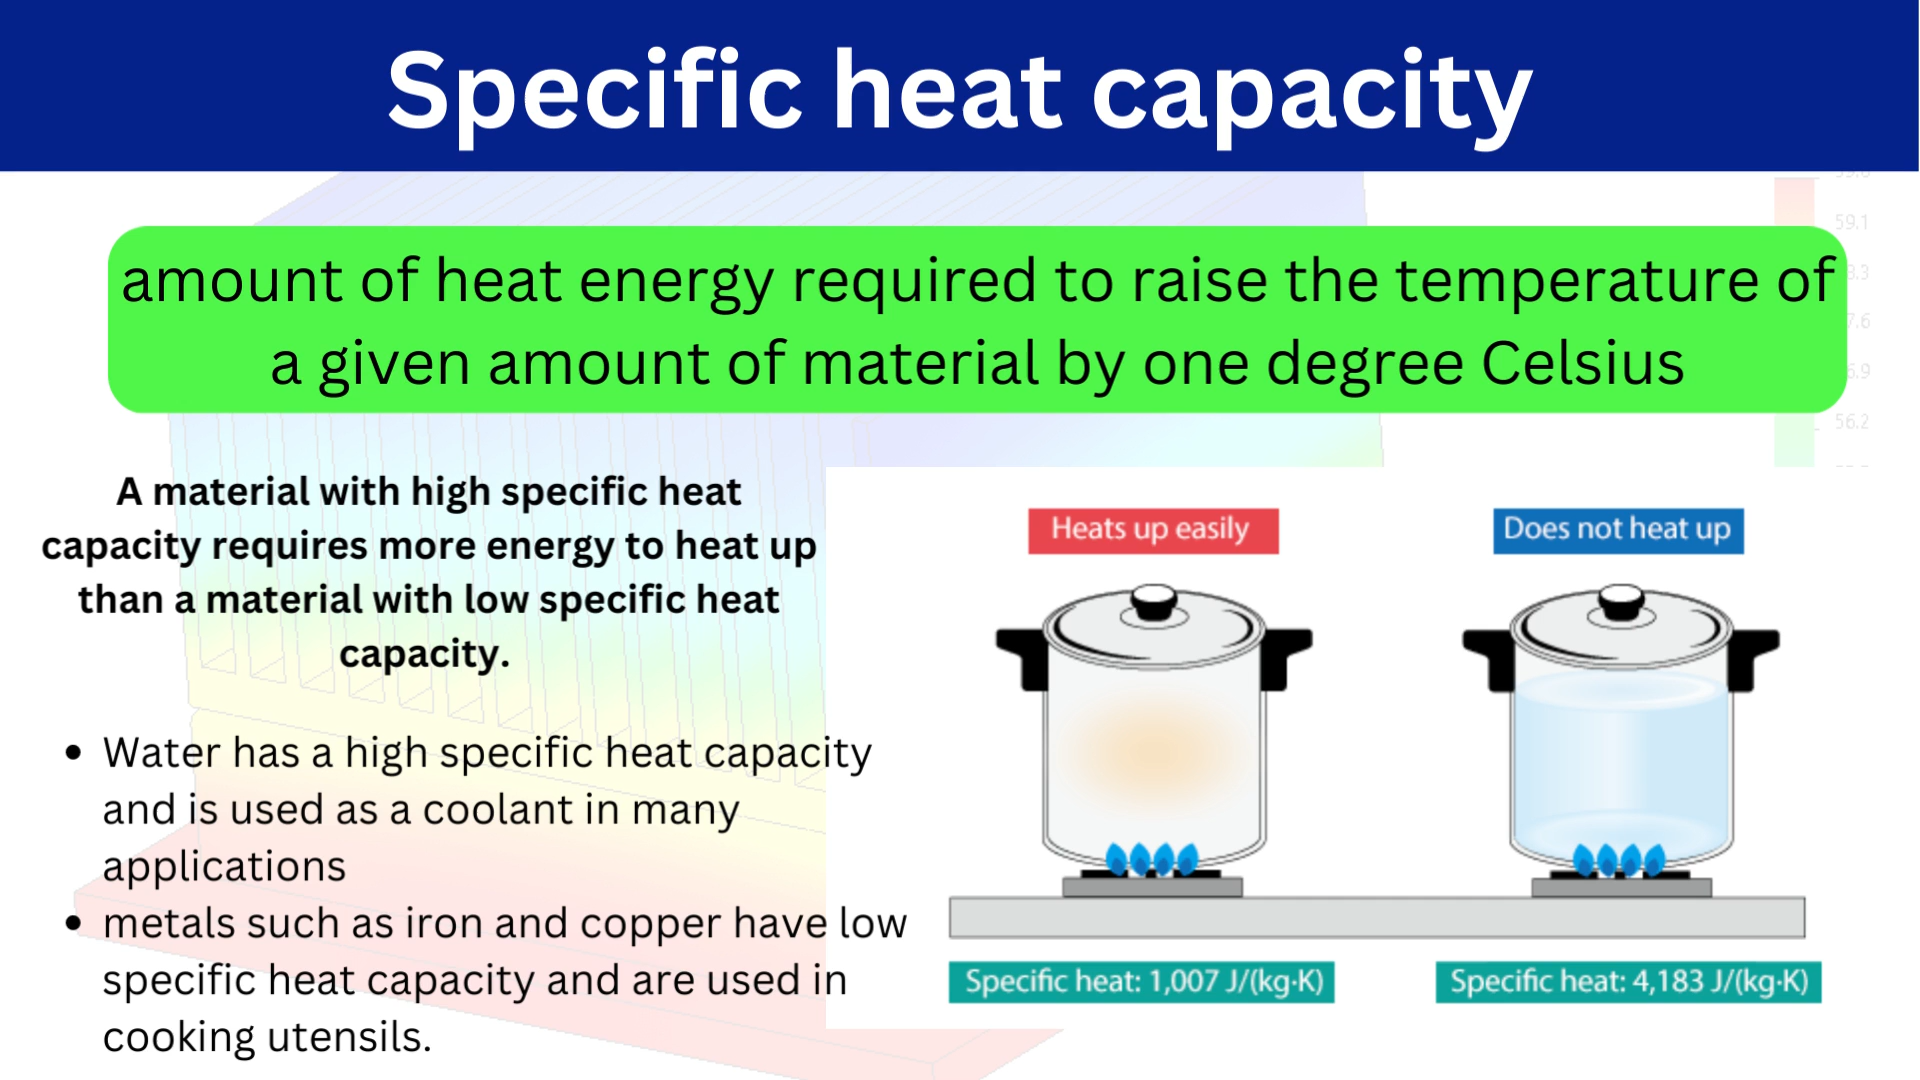 Specific heat capacity
amount of heat energy required to raise the temperature of
a given amount of material by one degree Celsius
A material with high specific heat
capacity requires more energy to heat up
than a material with low specific heat
capacity.
• Water has a high specific heat capacity
and is used as a coolant in many
applications
• metals such as iron and copper have low
specific heat capacity and are used in
cooking utensils.
Heats up easily
Does not heat up
Specific heat: 1,007 J/(kg·K)
Specific heat: 4,183 J/(kg·K)
59.1
56.2